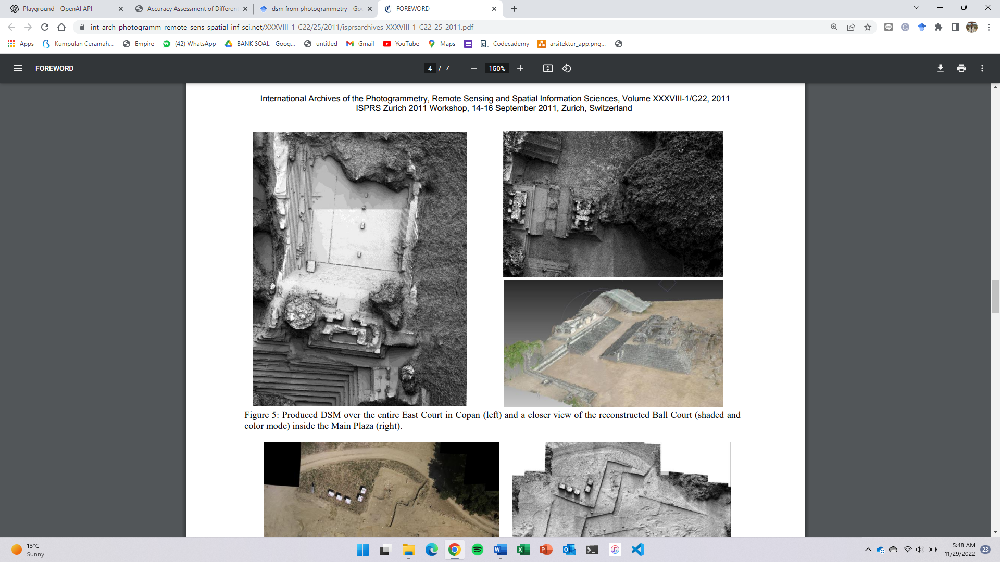 Playground - OpenAI API
Accuracy Assessment of Different
dsm from photogrammetry - Goo
FOREWORD
int-arch-photogramm-remote-sens-spatial-inf-sci.net/XXXVIII-1-C22/25/2011/isprsarchives-XXXVIII-1-C22-25-2011.pdf
Apps
Kumpulan Ceramah...
Empire
99+
(42) WhatsApp
BANK SOAL - Goog...
untitled
Gmail
YouTube
Maps
Codecademy
arsitektur_app.png...
FOREWORD
4 / 7
150%
International Archives of the Photogrammetry, Remote Sensing and Spatial Information Sciences, Volume XXXVIII-1/C22, 2011
ISPRS Zurich 2011 Workshop, 14-16 September 2011, Zurich, Switzerland
Figure 5: Produced DSM over the entire East Court in Copan (left) and a closer view of the reconstructed Ball Court (shaded and
color mode) inside the Main Plaza (right).
13°C
Sunny
5:48 AM
11/29/2022
23